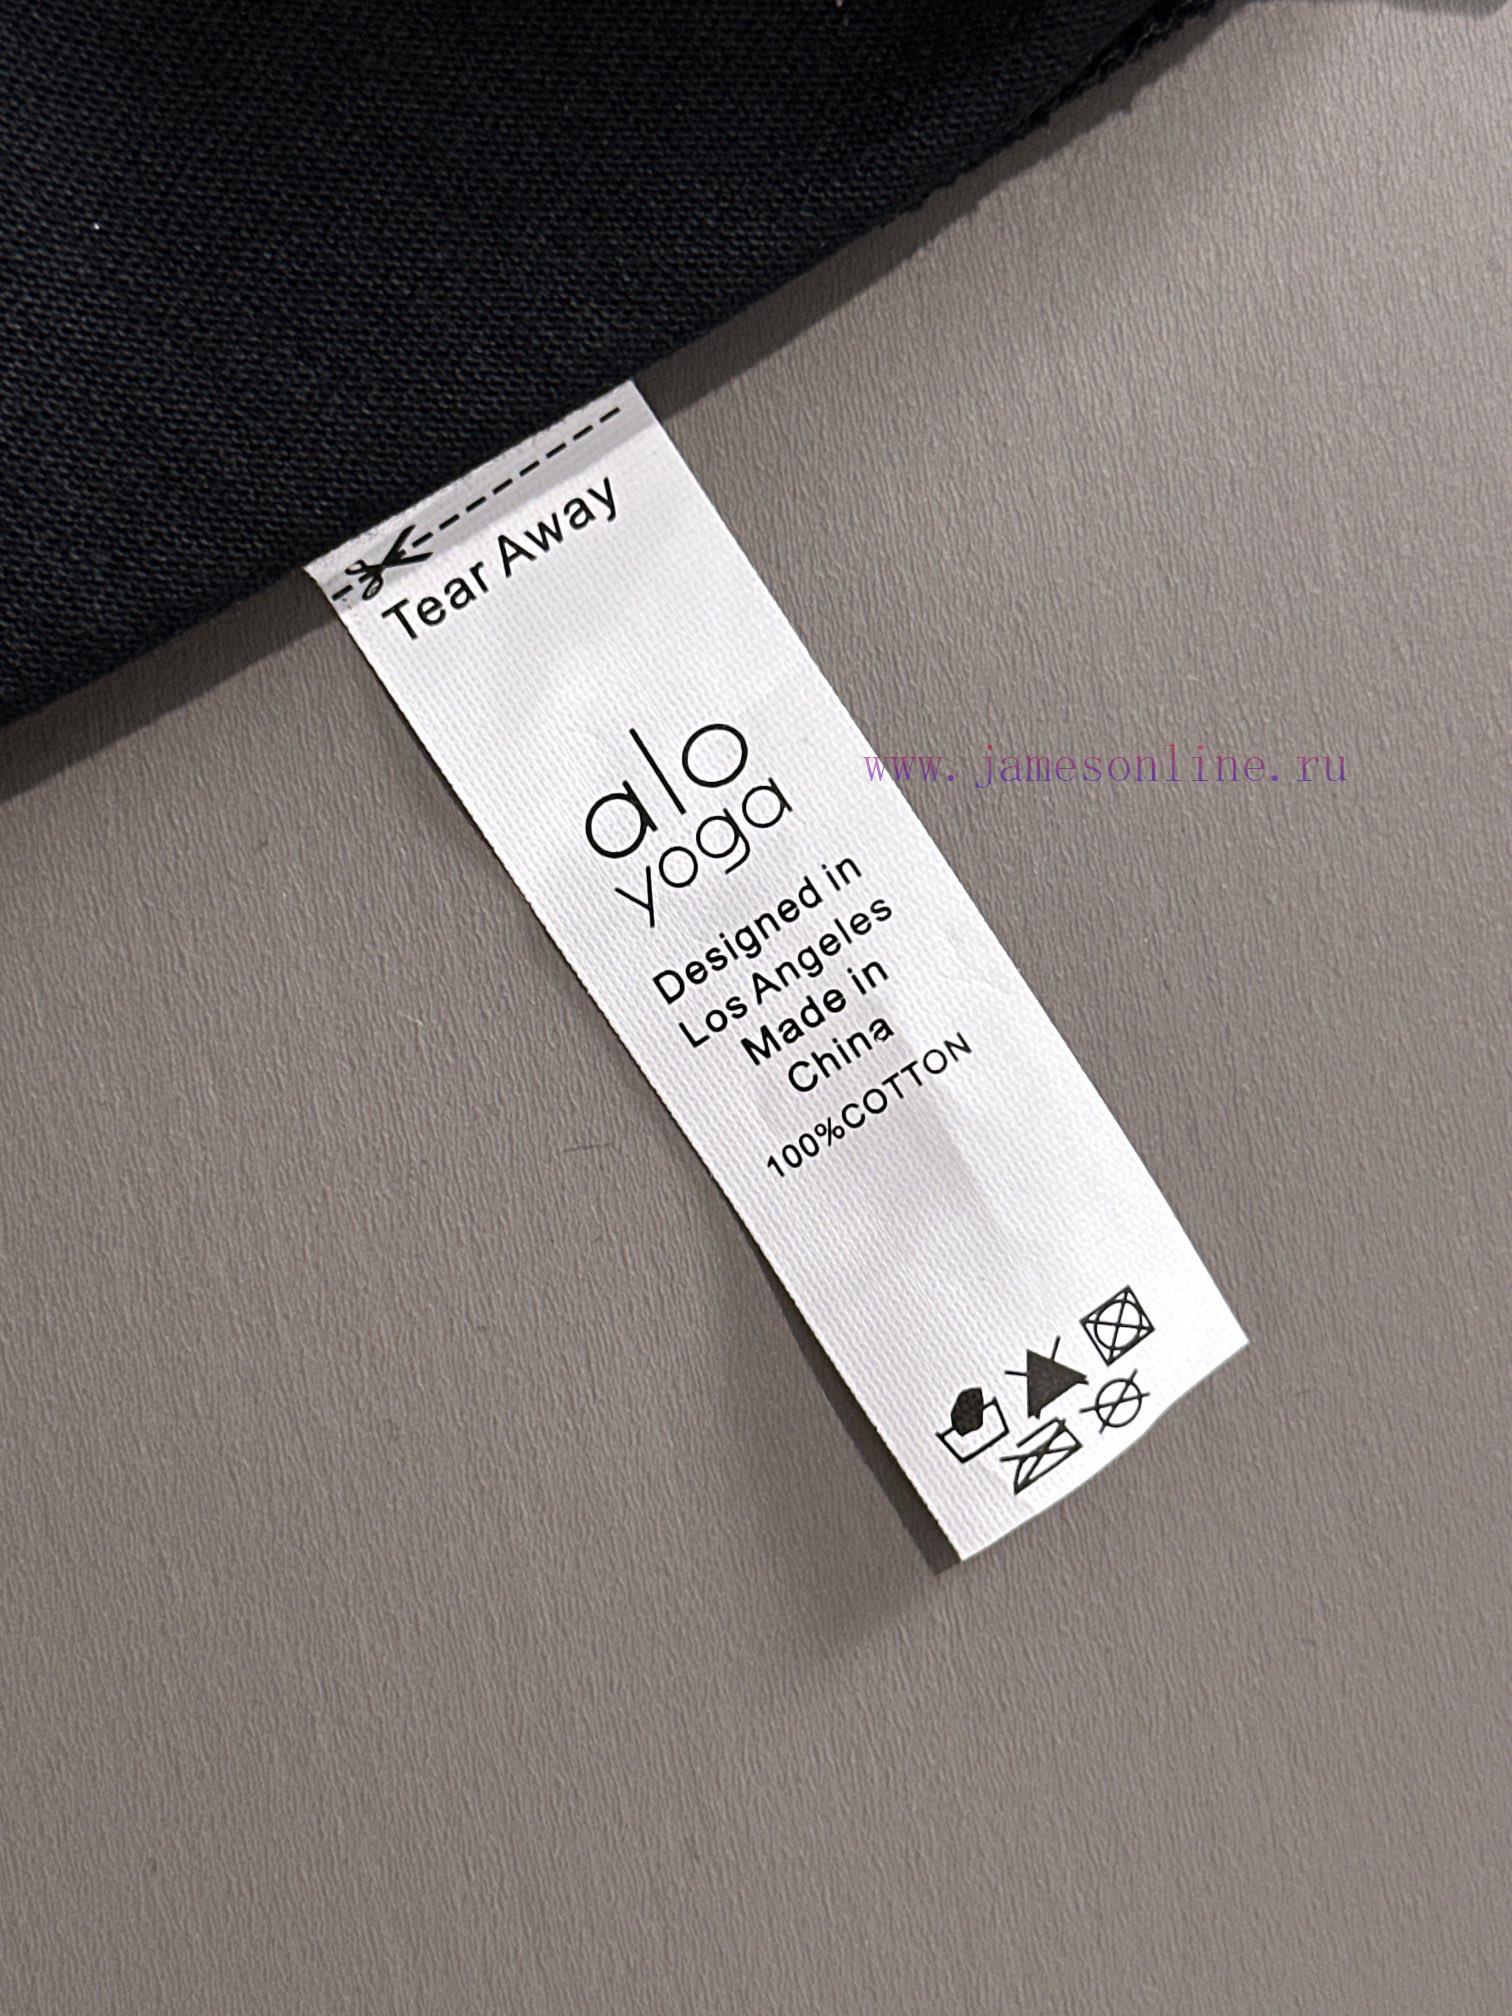 Tear Away
alo
yoga
www.jamesonline.ru
Designed in
Los Angeles
Made in
China
100%COTTON